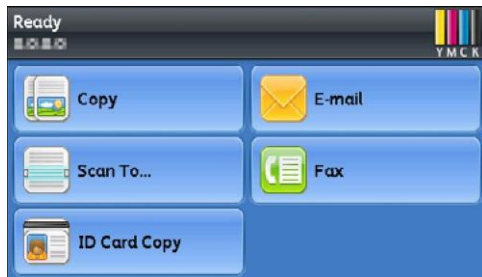 Ready
YMCK
Copy
E-mail
Scan To...
Fax
ID Card Copy